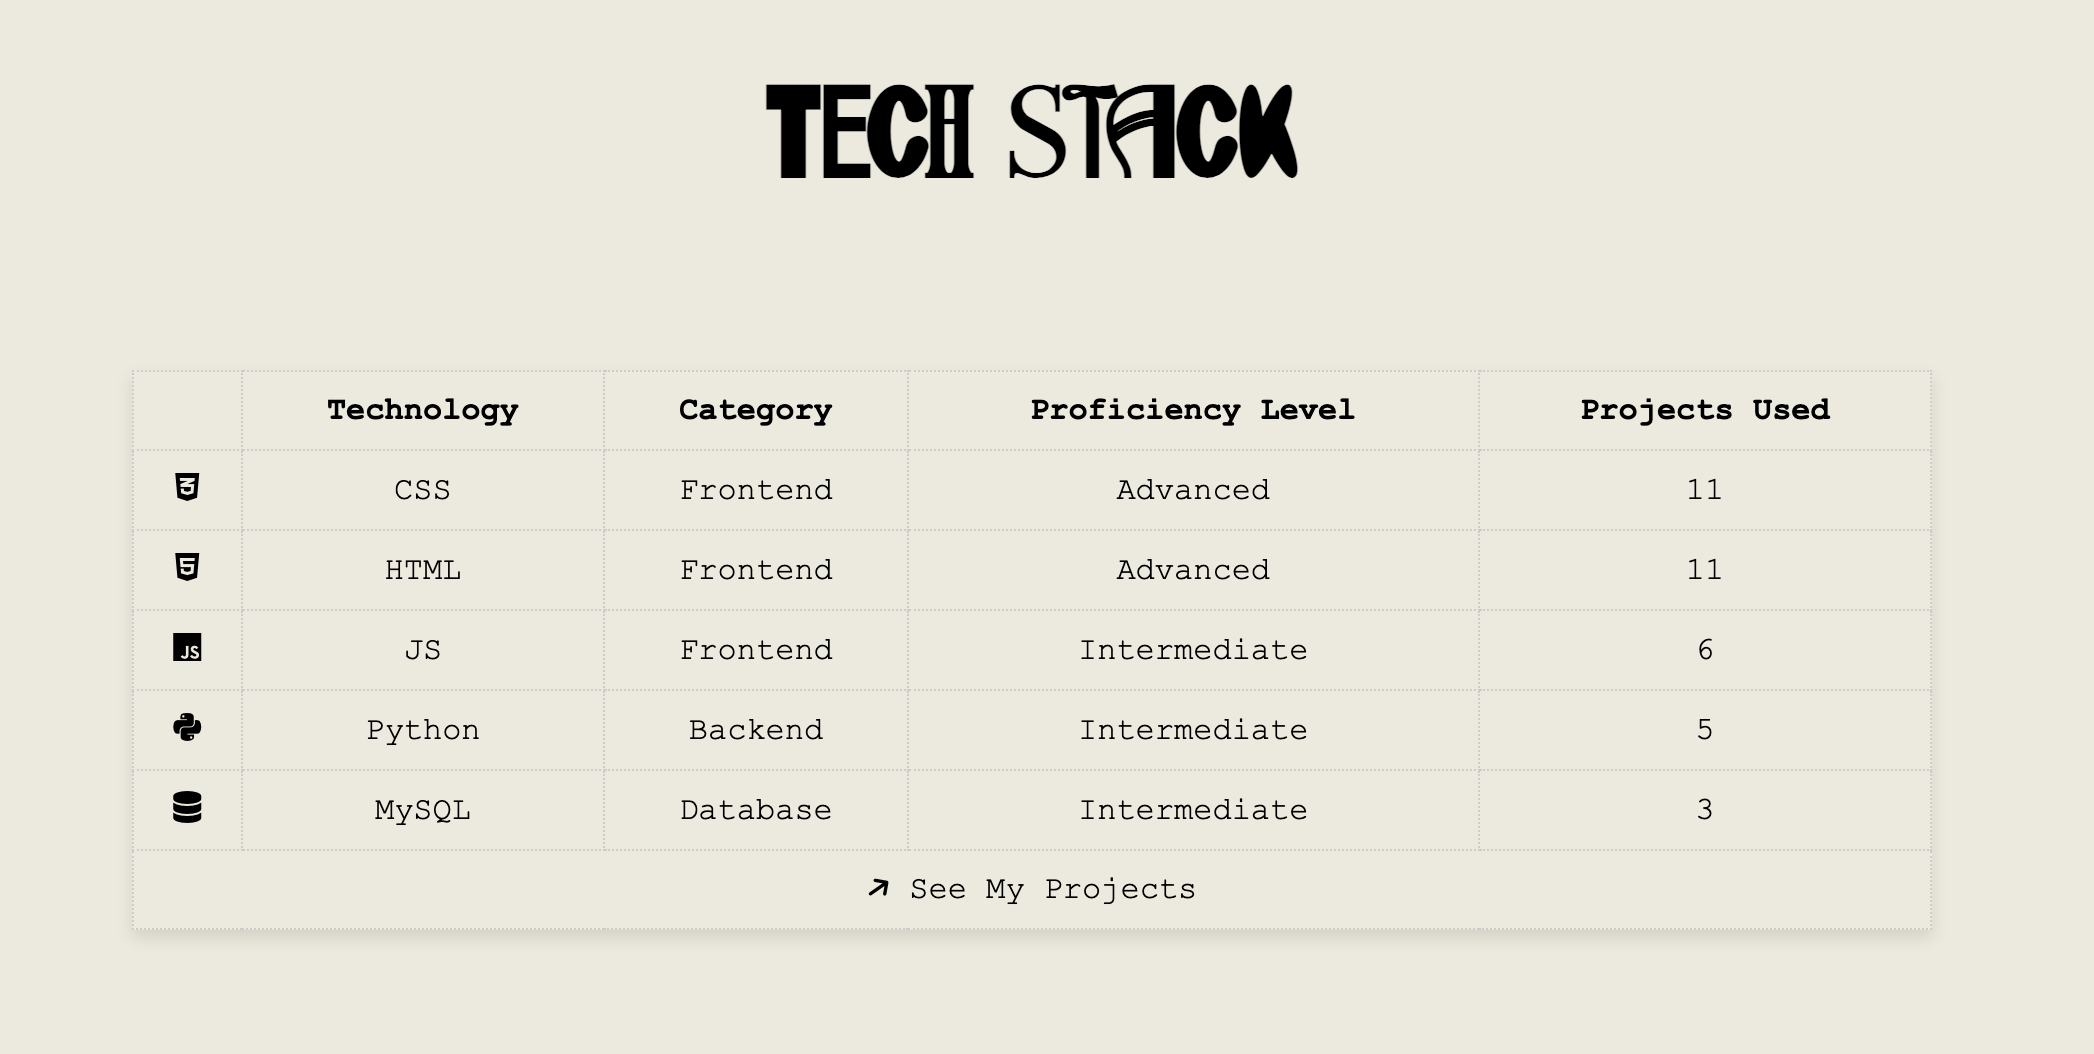 TECH STACK
Technology Category Proficiency Level Projects Used
CSS Frontend Advanced 11
HTML Frontend Advanced 11
JS JS Frontend Intermediate 6
Python Backend Intermediate 5
MySQL Database Intermediate 3
See My Projects